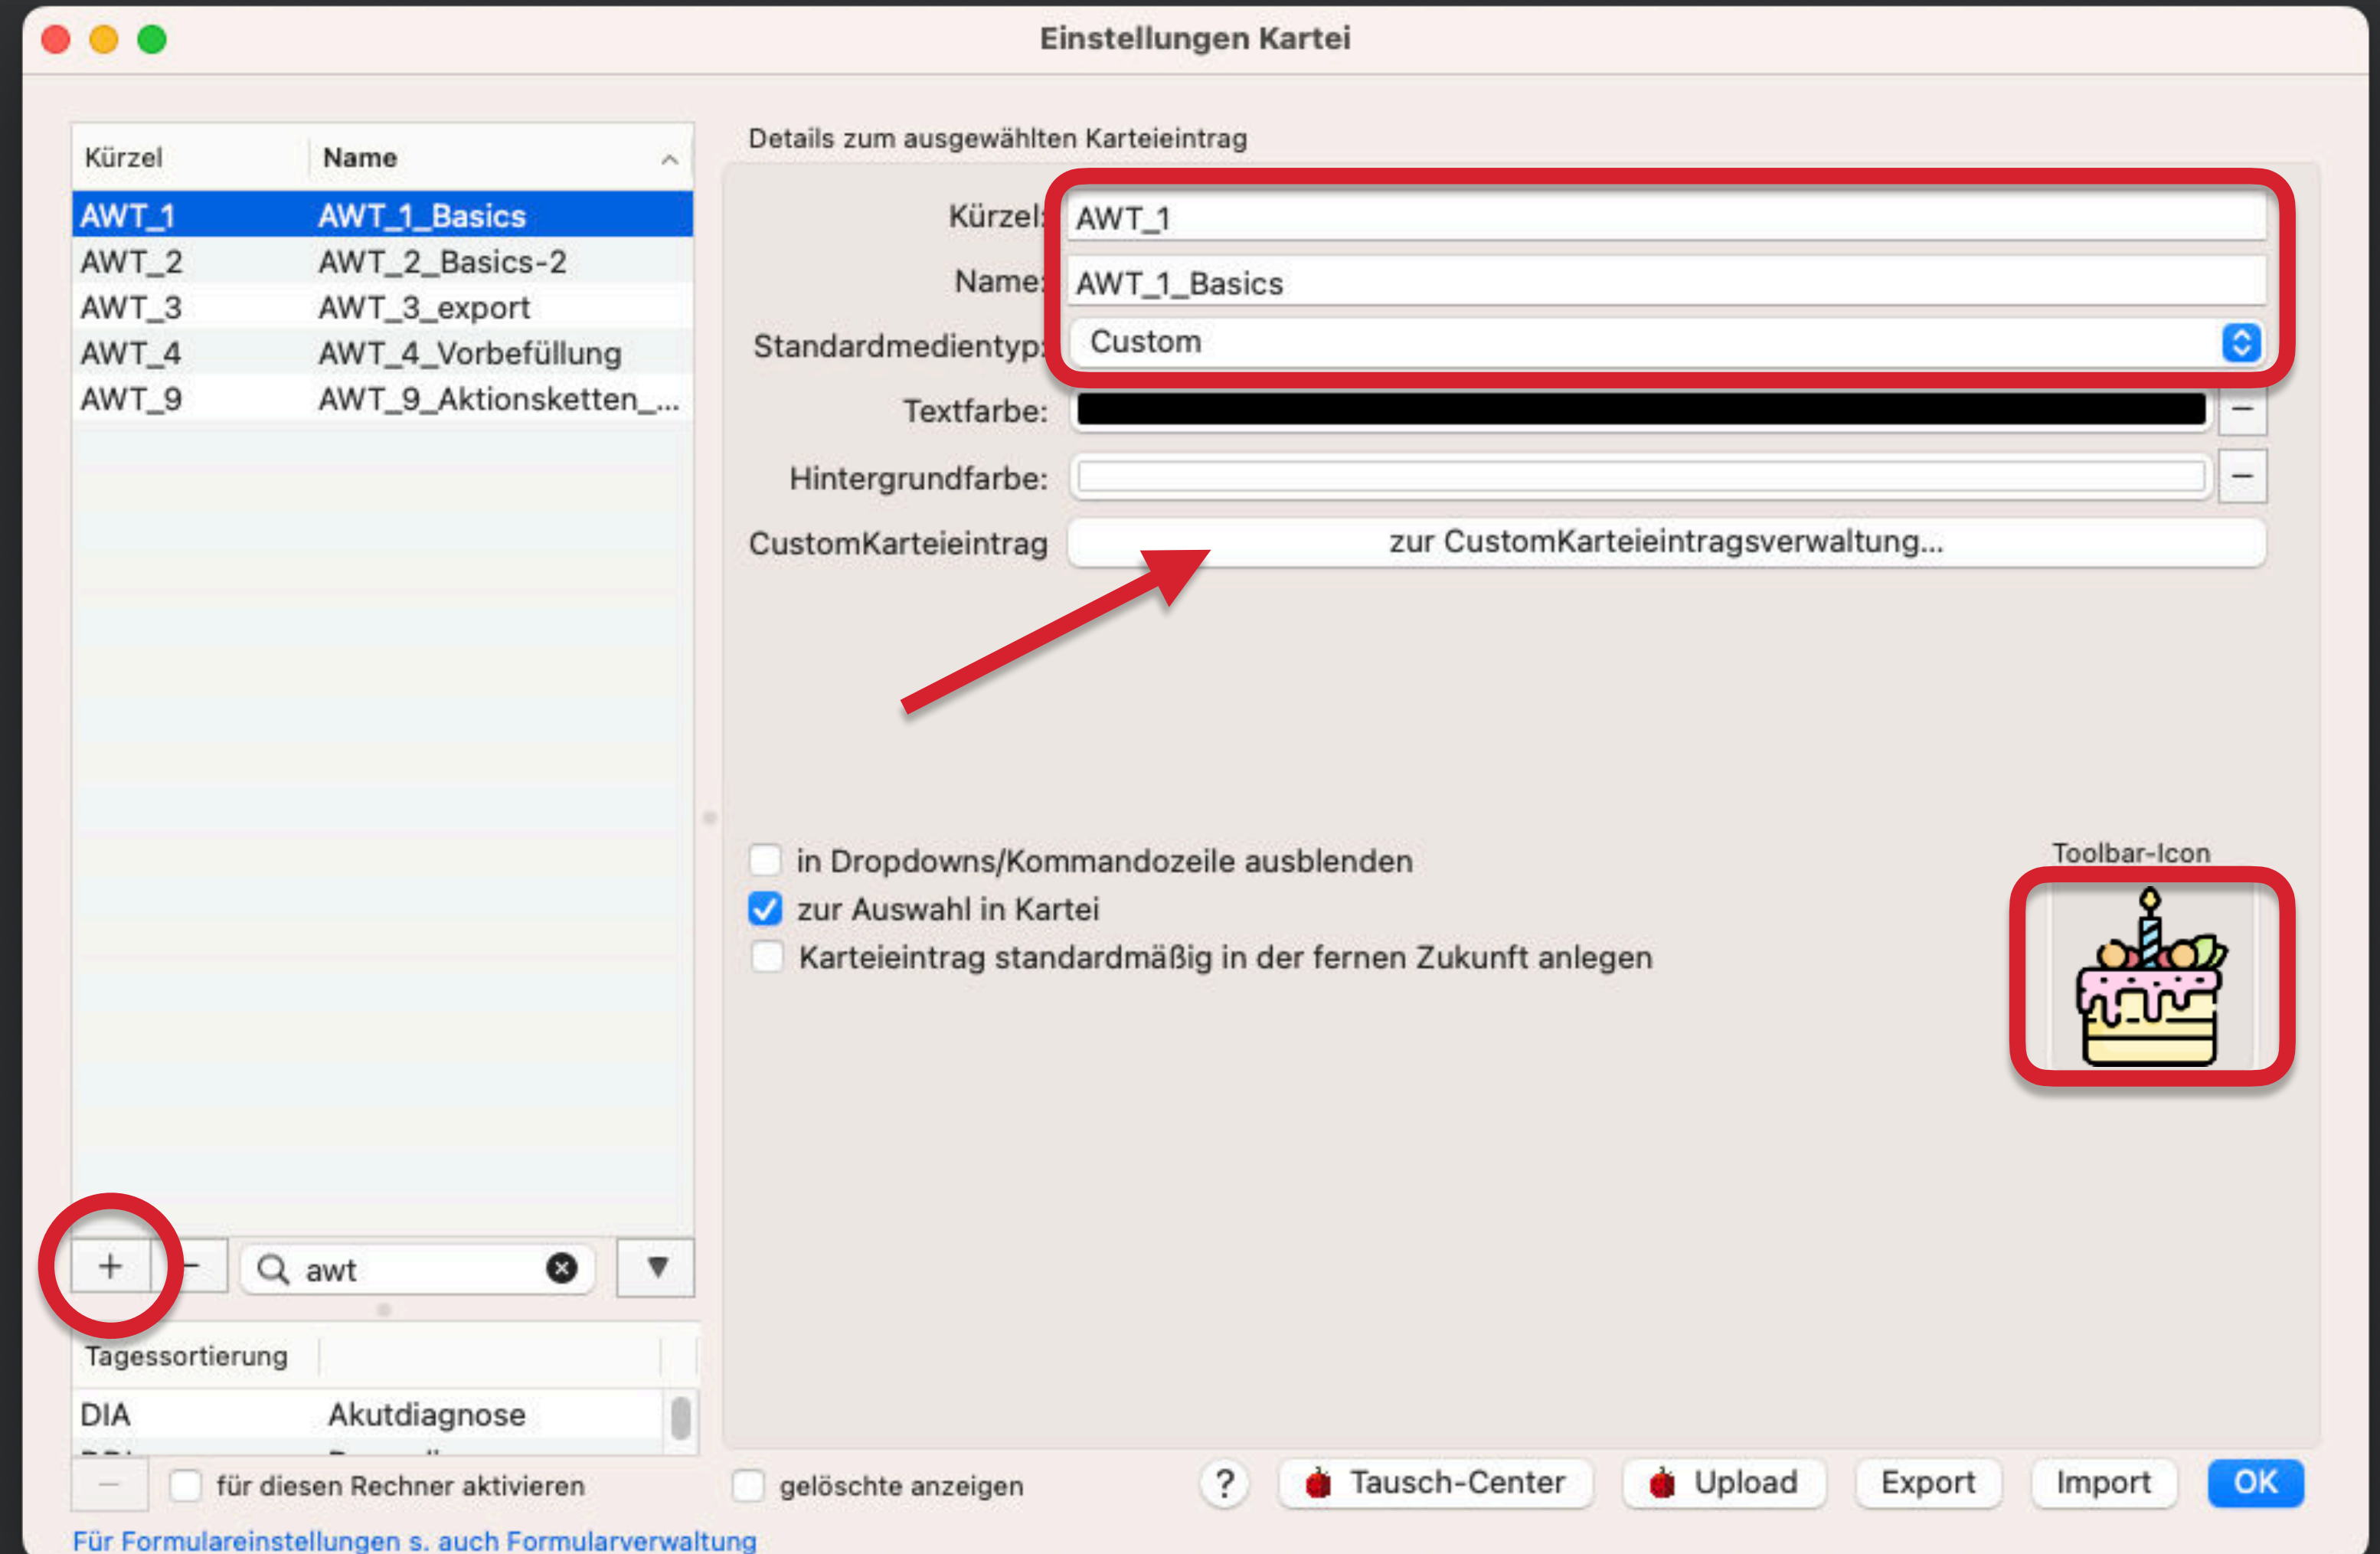 Einstellungen Kartei
Kürzel Name
AWT_1 AWT_1_Basics
AWT_2 AWT_2_Basics-2
AWT_3 AWT_3_export
AWT_4 AWT_4_Vorbefüllung
AWT_9 AWT_9_Aktionsketten_...
awt
Tagessortierung
DIA Akutdiagnose
für diesen Rechner aktivieren
Für Formulareinstellungen s. auch Formularverwaltung
Details zum ausgewählten Karteieintrag
Kürzel: AWT_1
Name: AWT_1_Basics
Standardmedientyp: Custom
Textfarbe:
Hintergrundfarbe:
CustomKarteieintrag zur CustomKarteieintragsverwaltung...
in Dropdowns/Kommandozeile ausblenden
zur Auswahl in Kartei
Karteieintrag standardmäßig in der fernen Zukunft anlegen
Toolbar-Icon
gelöschte anzeigen
? Tausch-Center Upload Export Import OK